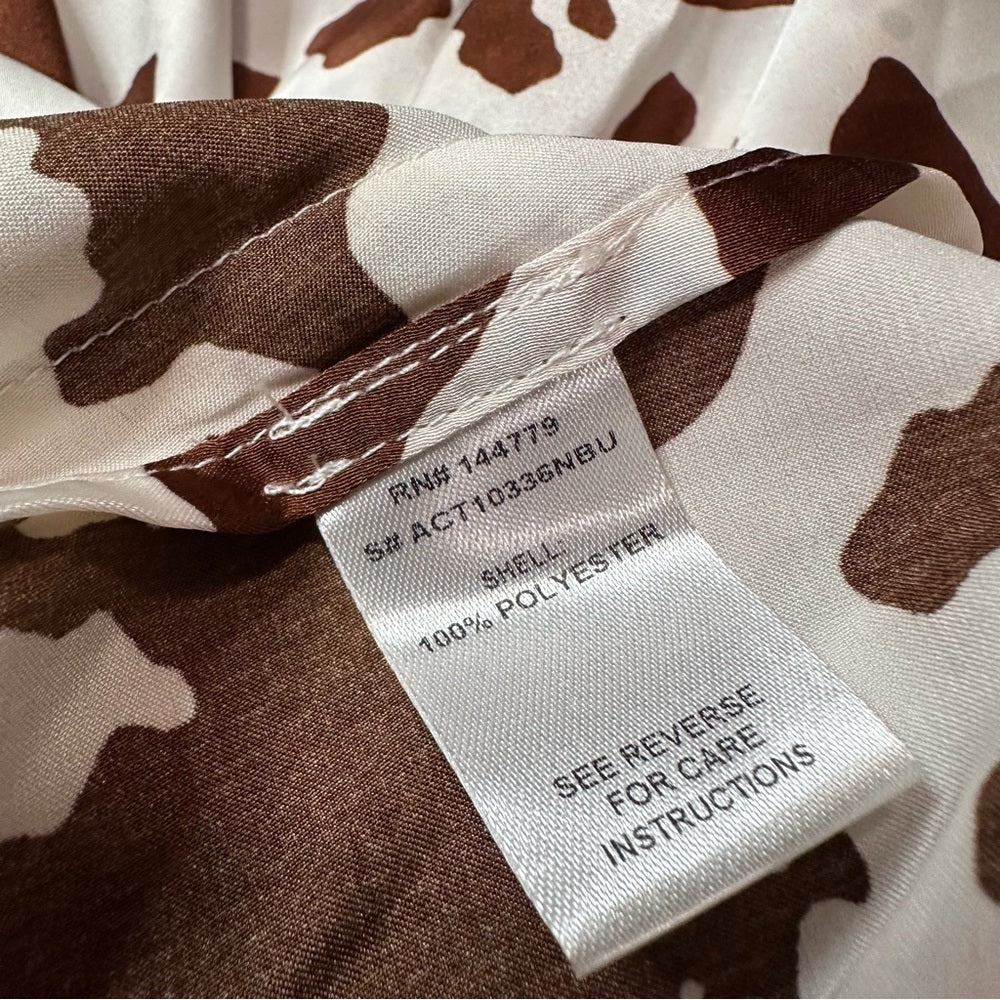 RN# 144779
S# ACT10336NBU
SHELL:
100% POLYESTER
SEE REVERSE
FOR CARE
INSTRUCTIONS